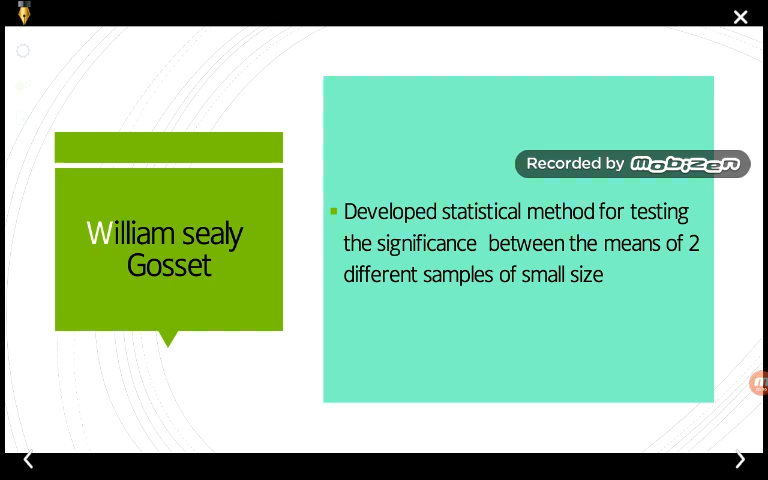 Recorded by mobizen
William sealy
Gosset
Developed statistical method for testing
the significance between the means of 2
different samples of small size